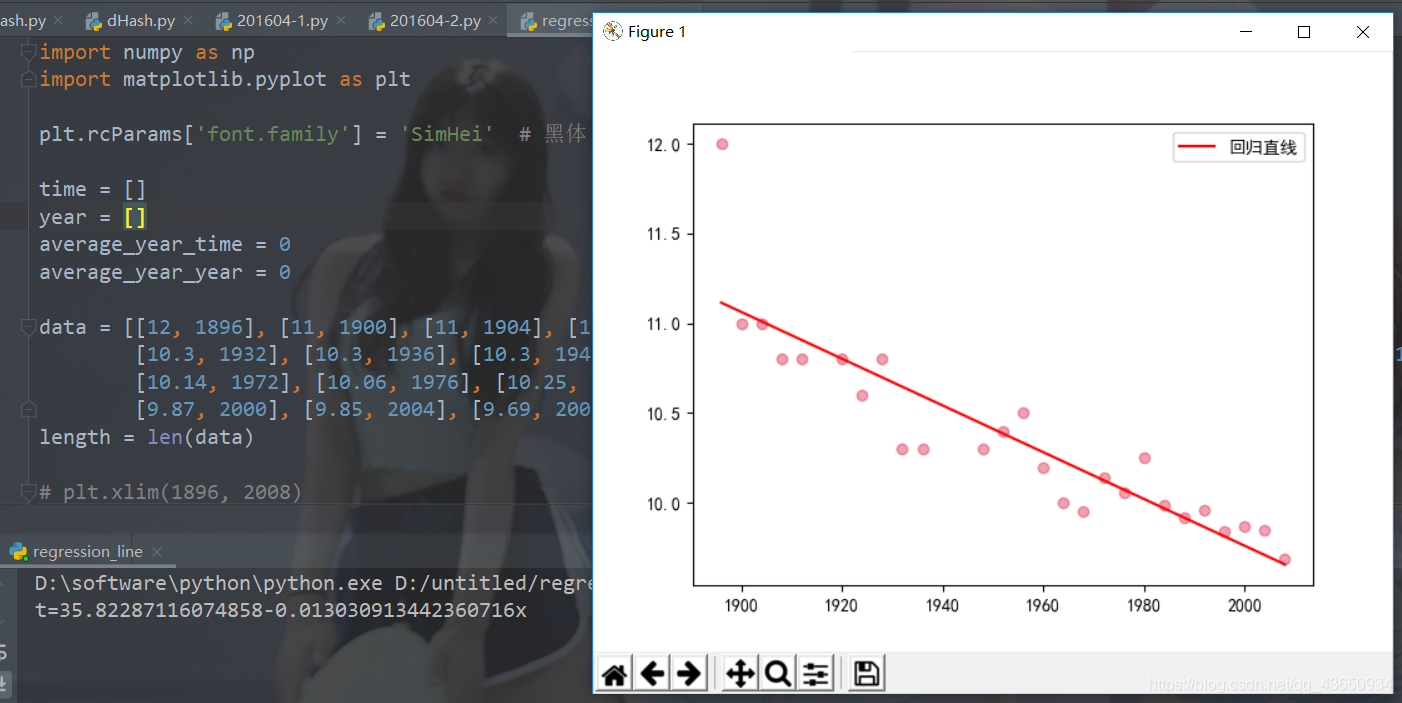 ash.py
dHash.py
201604-1.py
201604-2.py
regress
import numpy as np
import matplotlib.pyplot as plt
plt.rcParams['font.family'] = 'SimHei' # 黑体
time = []
year = []
average_year_time = 0
average_year_year = 0
data = [[12, 1896], [11, 1900], [11, 1904], [1
[10.3, 1932], [10.3, 1936], [10.3, 194
[10.14, 1972], [10.06, 1976], [10.25,
[9.87, 2000], [9.85, 2004], [9.69, 200
length = len(data)
# plt.xlim(1896, 2008)
regression_line
D:\software\python\python.exe D:/untitled/regre
t=35.82287116074858-0.013030913442360716x
Figure 1
回归直线
12.0
11.5
11.0
10.5
10.0
1900 1920 1940 1960 1980 2000
https://blog.csdn.net/qq_43650934